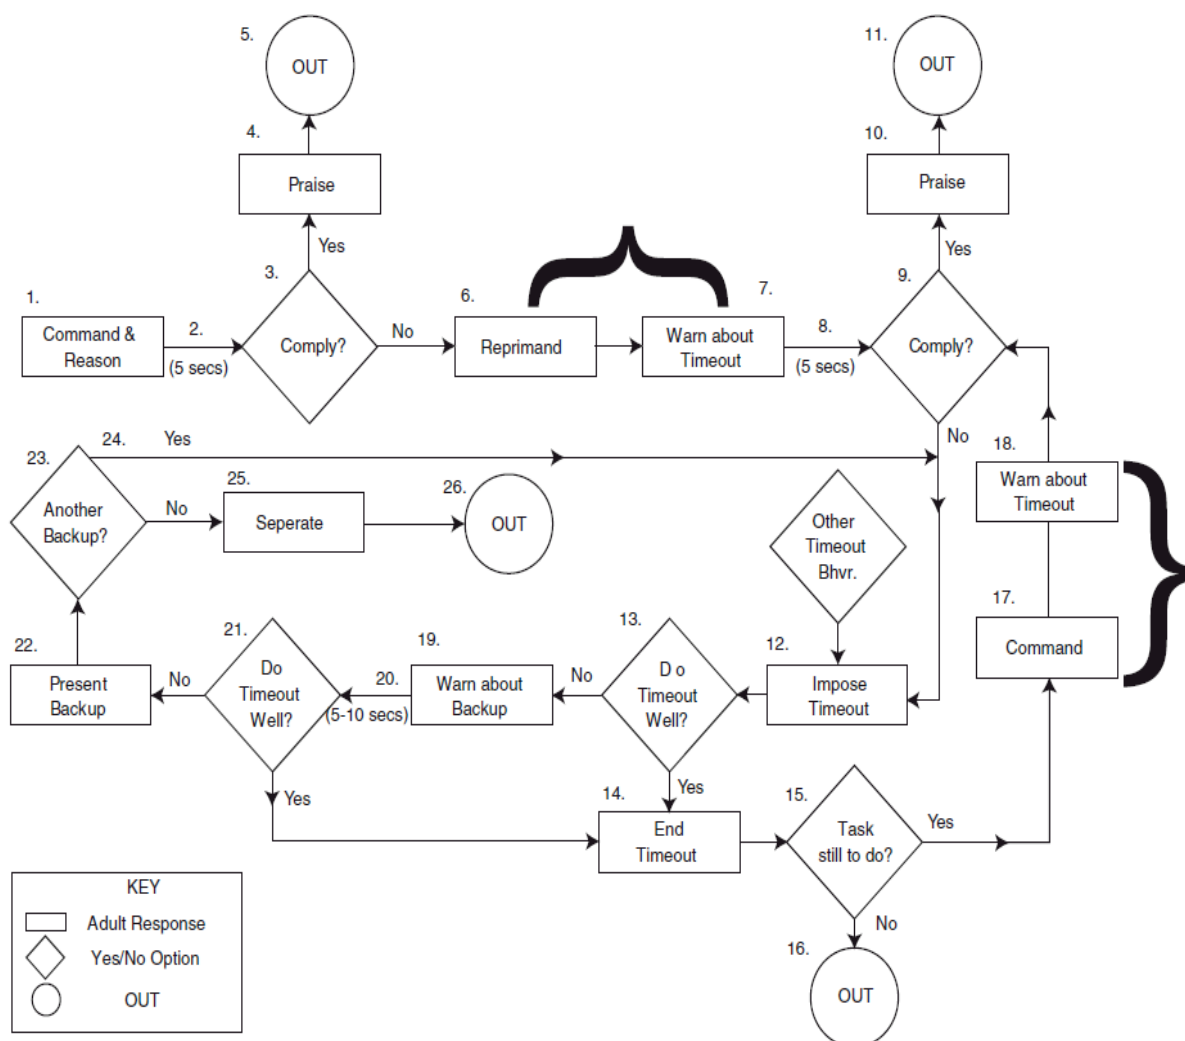 5.
OUT
4.
Praise
Yes
3.
1.
Command &
Reason
2.
(5 secs)
Comply?
No
6.
Reprimand
7.
Warn about
Timeout
8.
(5 secs)
11.
OUT
10.
Praise
Yes
9.
Comply?
No
18.
Warn about
Timeout
17.
Command
24.
Yes
23.
Another
Backup?
No
25.
Seperate
26.
OUT
Other
Timeout
Bhvr.
12.
Impose
Timeout
13.
D o
Timeout
Well?
No
19.
Warn about
Backup
20.
(5-10 secs)
21.
Do
Timeout
Well?
No
22.
Present
Backup
Yes
Yes
14.
End
Timeout
15.
Task
still to do?
Yes
No
16.
OUT
KEY
Adult Response
Yes/No Option
OUT